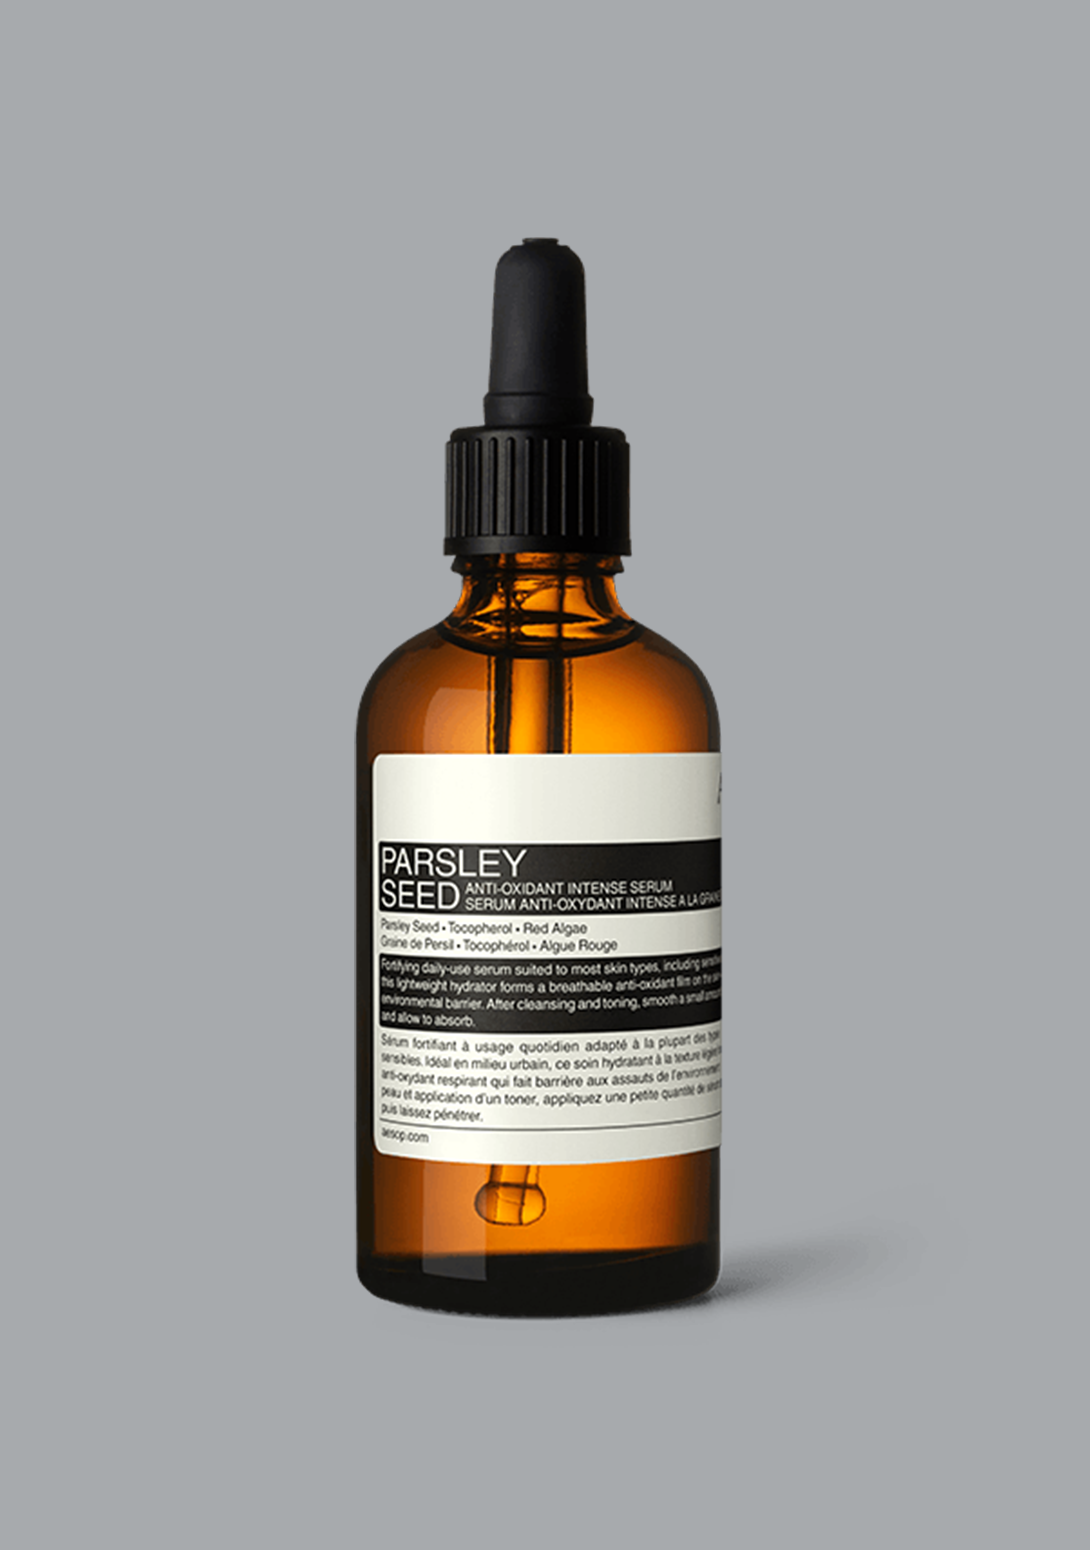 PARSLEY
SEED ANTI-OXIDANT INTENSE SERUM
SERUM ANTI-OXYDANT INTENSE A LA GRAINE
Parsley Seed • Tocopherol • Red Algae
Graine de Persil • Tocophérol • Algue Rouge
Fortifying daily-use serum suited to most skin types, including
this lightweight hydrator forms a breathable anti-oxidant film on the
environmental barrier. After cleansing and toning, smooth a small
and allow to absorb.
Sérum fortifiant à usage quotidien adapté à la plupart des
sensibles. Idéal en milieu urbain, ce soin hydratant à la texture
anti-oxydant respirant qui fait barrière aux assauts de
peau et application d'un toner, appliquez une petite quantité de
puis laissez pénétrer.
aesop.com